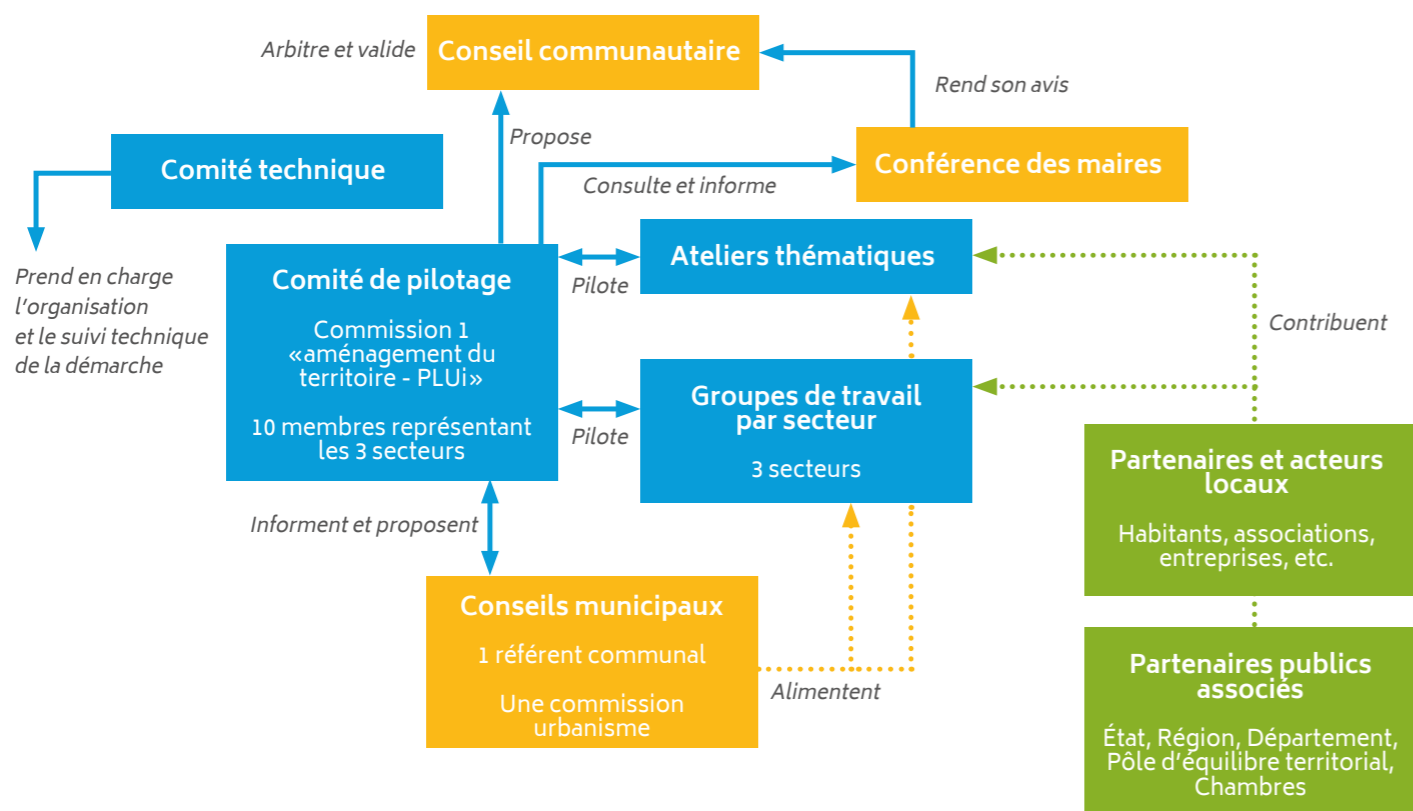 Arbitre et valide
Conseil communautaire
Rend son avis
Propose
Comité technique
Conférence des maires
Consulte et informe
Prend en charge
l'organisation
et le suivi technique
de la démarche
Comité de pilotage
Commission 1
«aménagement du
territoire - PLUi»
10 membres représentant
les 3 secteurs
Pilote
Ateliers thématiques
Contribuent
Pilote
Groupes de travail
par secteur
3 secteurs
Partenaires et acteurs
locaux
Habitants, associations,
entreprises, etc.
Informent et proposent
Conseils municipaux
1 référent communal
Une commission
urbanisme
Alimentent
Partenaires publics
associés
État, Région, Département,
Pôle d'équilibre territorial,
Chambres